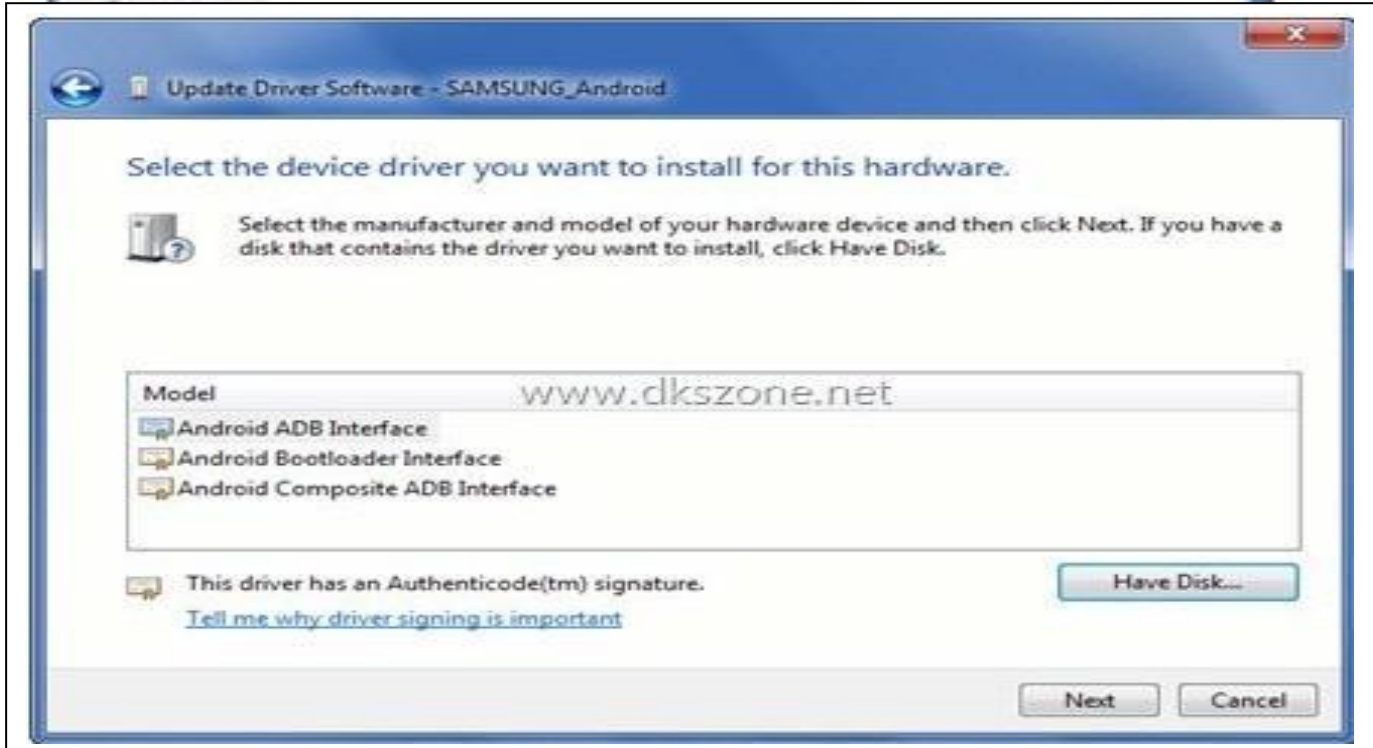 Update Driver Software - SAMSUNG_Android
Select the device driver you want to install for this hardware.
Select the manufacturer and model of your hardware device and then click Next. If you have a
disk that contains the driver you want to install, click Have Disk.
Model
www.dkszone.net
Android ADB Interface
Android Bootloader Interface
Android Composite ADB Interface
This driver has an Authenticode(tm) signature.
Have Disk...
Tell me why driver signing is important
Next
Cancel